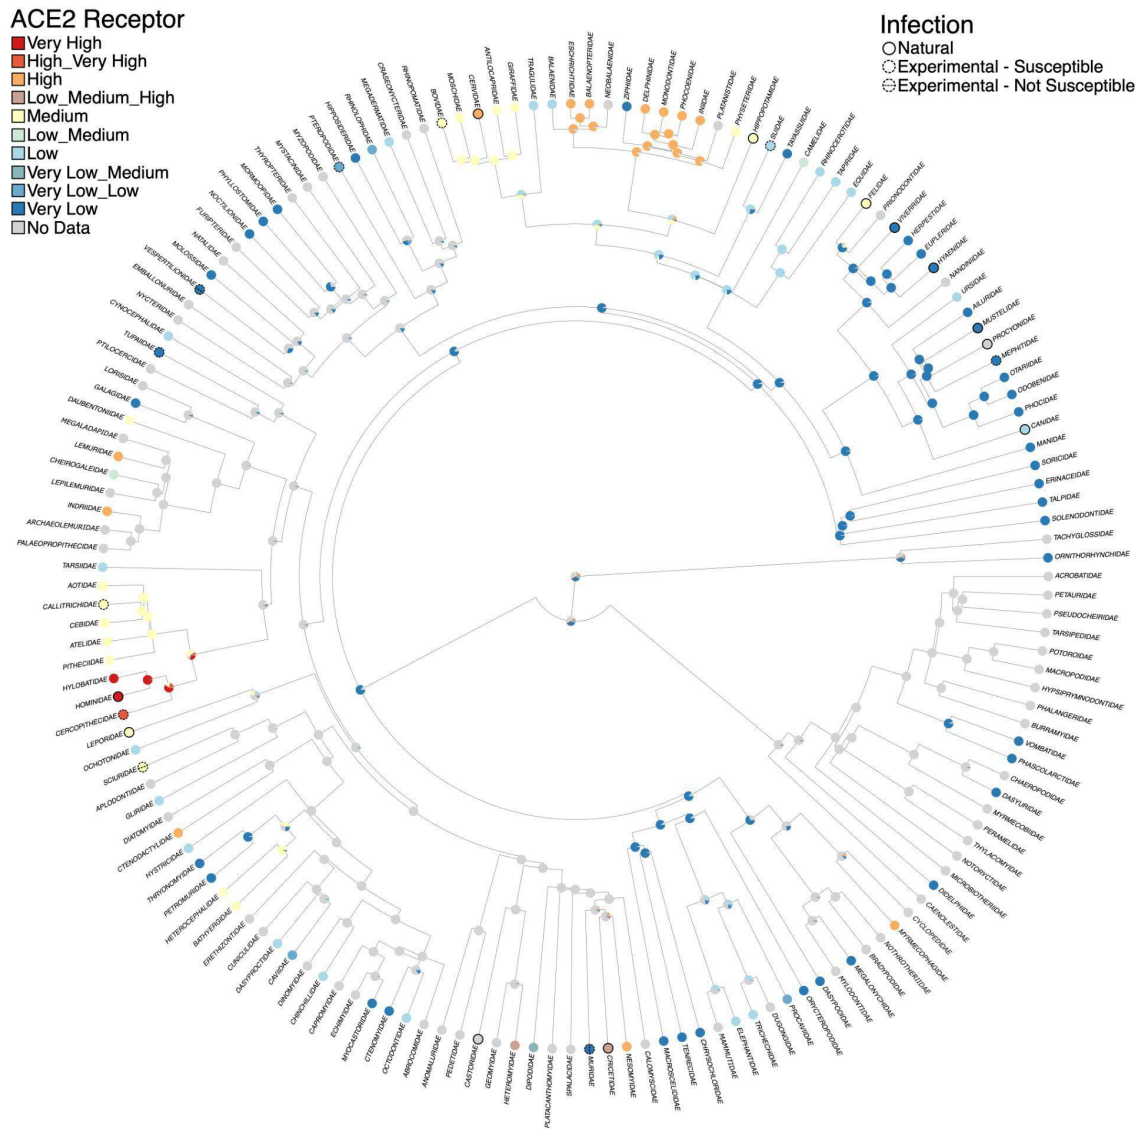 ACE2 Receptor
Very High
High_Very High
High
Low_Medium_High
Medium
Low_Medium
Low
Very Low_Medium
Very Low_Low
Very Low
No Data
Infection
Natural
Experimental - Susceptible
Experimental - Not Susceptible
BOVIDAE
MOSCHIDAE
CERVIDAE
ANTILOCAPRIDAE
GIRAFFIDAE
TRAGULIDAE
BALAENIDAE
ESCHRICHTIIDAE
BALAENOPTERIDAE
NEOBALAENIDAE
ZIPHIIDAE
DELPHINIDAE
MONODONTIDAE
PHOCOENIDAE
INIIDAE
PLATANISTIDAE
PHYSETERIDAE
HIPPOPOTAMIDAE
SUIDAE
TAYASSUIDAE
CAMELIDAE
RHINOCEROTIDAE
TAPIRIDAE
EQUIDAE
FELIDAE
PRIONODONTIDAE
VIVERRIDAE
HERPESTIDAE
EUPLERIDAE
HYAENIDAE
NANDINIIDAE
URSIDAE
AILURIDAE
MUSTELIDAE
PROCYONIDAE
MEPHITIDAE
OTARIIDAE
ODOBENIDAE
PHOCIDAE
CANIDAE
MANIDAE
SORICIDAE
ERINACEIDAE
TALPIDAE
SOLENODONTIDAE
TACHYGLOSSIDAE
ORNITHORHYNCHIDAE
ACROBATIDAE
PETAURIDAE
PSEUDOCHEIRIDAE
TARSIPEDIDAE
POTOROIDAE
MACROPODIDAE
HYPSIPRYMNODONTIDAE
PHALANGERIDAE
BURRAMYIDAE
VOMBATIDAE
PHASCOLARCTIDAE
CHAEROPODIDAE
DASYURIDAE
MYRMECOBIIDAE
PERAMELIDAE
THYLACOMYIDAE
NOTORYCTIDAE
MICROBIOTHERIIDAE
DIDELPHIDAE
CAENOLESTIDAE
CYCLOPEDIDAE
MYRMECOPHAGIDAE
NOTHROTHERIIDAE
BRADYPODIDAE
MEGALONYCHIDAE
MYLODONTIDAE
DASYPODIDAE
ORYCTEROPODIDAE
PROCAVIIDAE
DUGONGIDAE
TRICHECHIDAE
ELEPHANTIDAE
MAMMUTIDAE
CHRYSOCHLORIDAE
TENRECIDAE
MACROSCELIDIDAE
CALOMYSCIDAE
NESOMYIDAE
CRICETIDAE
MURIDAE
SPALACIDAE
PLATACANTHOMYIDAE
DIPODIDAE
HETEROMYIDAE
GEOMYIDAE
CASTORIDAE
PEDETIDAE
ANOMALURIDAE
ABROCOMIDAE
OCTODONTIDAE
CTENOMYIDAE
MYOCASTORIDAE
ECHIMYIDAE
CAPROMYIDAE
CHINCHILLIDAE
DINOMYIDAE
CAVIIDAE
DASYPROCTIDAE
CUNICULIDAE
ERETHIZONTIDAE
BATHYERGIDAE
HETEROCEPHALIDAE
PETROMURIDAE
THRYONOMYIDAE
HYSTRICIDAE
CTENODACTYLIDAE
DIATOMYIDAE
GLIRIDAE
APLODONTIIDAE
SCIURIDAE
OCHOTONIDAE
LEPORIDAE
CERCOPITHECIDAE
HOMINIDAE
HYLOBATIDAE
PITHECIIDAE
ATELIDAE
CEBIDAE
CALLITRICHIDAE
AOTIDAE
TARSIIDAE
PALAEOPROPITHECIDAE
ARCHAEOLEMURIDAE
INDRIIDAE
LEPILEMURIDAE
CHEIROGALEIDAE
LEMURIDAE
MEGALADAPIDAE
DAUBENTONIIDAE
GALAGIDAE
LORISIDAE
PTILOCERCIDAE
TUPAIIDAE
CYNOCEPHALIDAE
NYCTERIDAE
EMBALLONURIDAE
VESPERTILIONIDAE
MOLOSSIDAE
NATALIDAE
FURIPTERIDAE
NOCTILIONIDAE
PHYLLOSTOMIDAE
MORMOOPIDAE
THYROPTERIDAE
MYSTACINIDAE
MYZOPODIDAE
PTEROPODIDAE
HIPPOSIDERIDAE
RHINOLOPHIDAE
MEGADERMATIDAE
CRASEONYCTERIDAE
RHINOPOMATIDAE